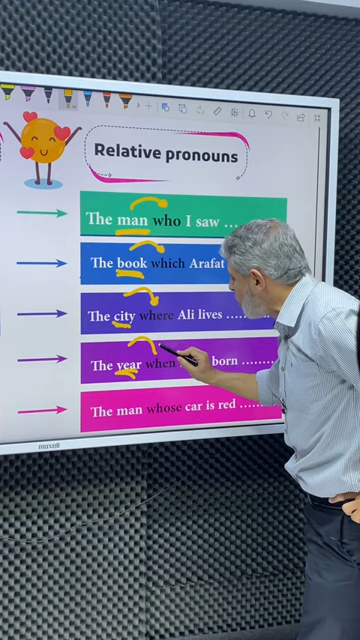 Relative pronouns
The man who I saw ...
The book which Arafat
The city where Ali lives ..........
The year when born ..........
The man whose car is red ........
maxell